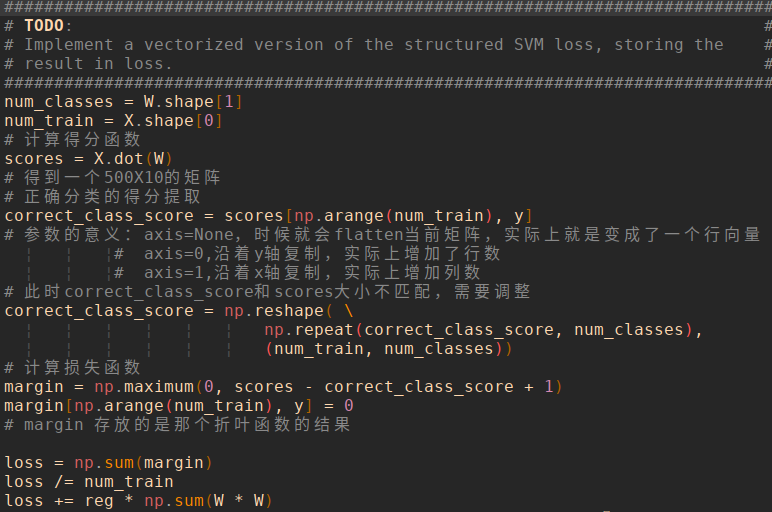 ################################################################################
# TODO: #
# Implement a vectorized version of the structured SVM loss, storing the #
# result in loss. #
################################################################################
num_classes = W.shape[1]
num_train = X.shape[0]
# 计算得分函数
scores = X.dot(W)
# 得到一个500X10的矩阵
# 正确分类的得分提取
correct_class_score = scores[np.arange(num_train), y]
# 参数的意义：axis=None，时候就会flatten当前矩阵，实际上就是变成了一个行向量
# axis=0,沿着y轴复制，实际上增加了行数
# axis=1,沿着x轴复制，实际上增加列数
# 此时correct_class_score和scores大小不匹配，需要调整
correct_class_score = np.reshape( \
np.repeat(correct_class_score, num_classes),
(num_train, num_classes))
# 计算损失函数
margin = np.maximum(0, scores - correct_class_score + 1)
margin[np.arange(num_train), y] = 0
# margin 存放的是那个折叶函数的结果
loss = np.sum(margin)
loss /= num_train
loss += reg * np.sum(W * W)